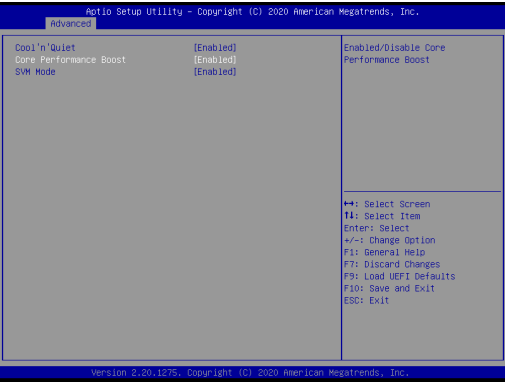 Aptio Setup Utility – Copyright (C) 2020 American Megatrends, Inc.
Advanced
Cool'n'Quiet [Enabled]
Core Performance Boost [Enabled]
SVM Mode [Enabled]
Enabled/Disable Core
Performance Boost
↔: Select Screen
↑↓: Select Item
Enter: Select
+/-: Change Option
F1: General Help
F7: Discard Changes
F9: Load UEFI Defaults
F10: Save and Exit
ESC: Exit
Version 2.20.1275. Copyright (C) 2020 American Megatrends, Inc.